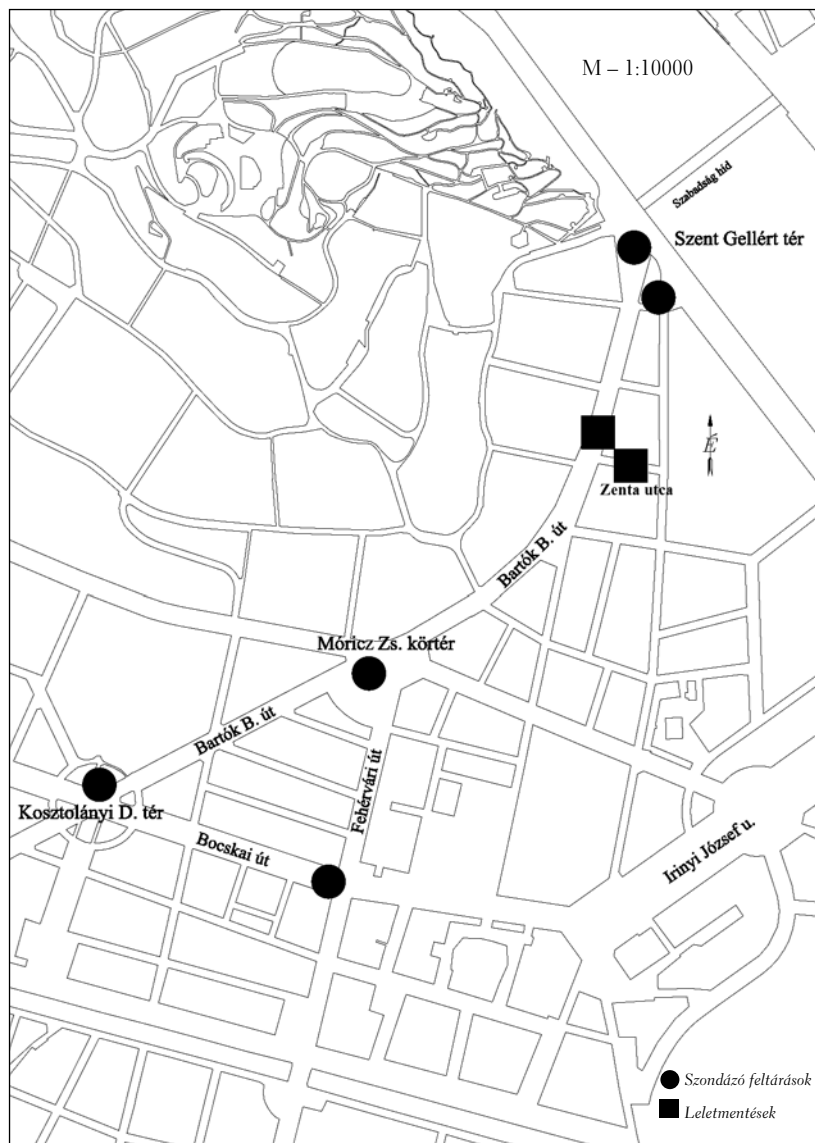 M – 1:10000
Szabadság híd
Szent Gellért tér
É
Zenta utca
Bartók B. út
Móricz Zs. körtér
Bartók B. út
Fehérvári út
Kosztolányi D. tér
Bocskai út
Irinyi József u.
Szondázó feltárások
Leletmentések